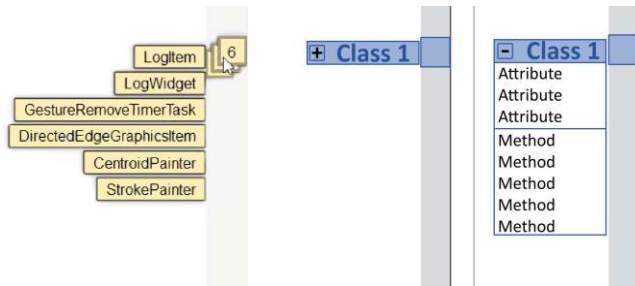 6
LogItem
LogWidget
GestureRemoveTimerTask
DirectedEdgeGraphicsItem
CentroidPainter
StrokePainter
+ Class 1
- Class 1
Attribute
Attribute
Attribute
Method
Method
Method
Method
Method